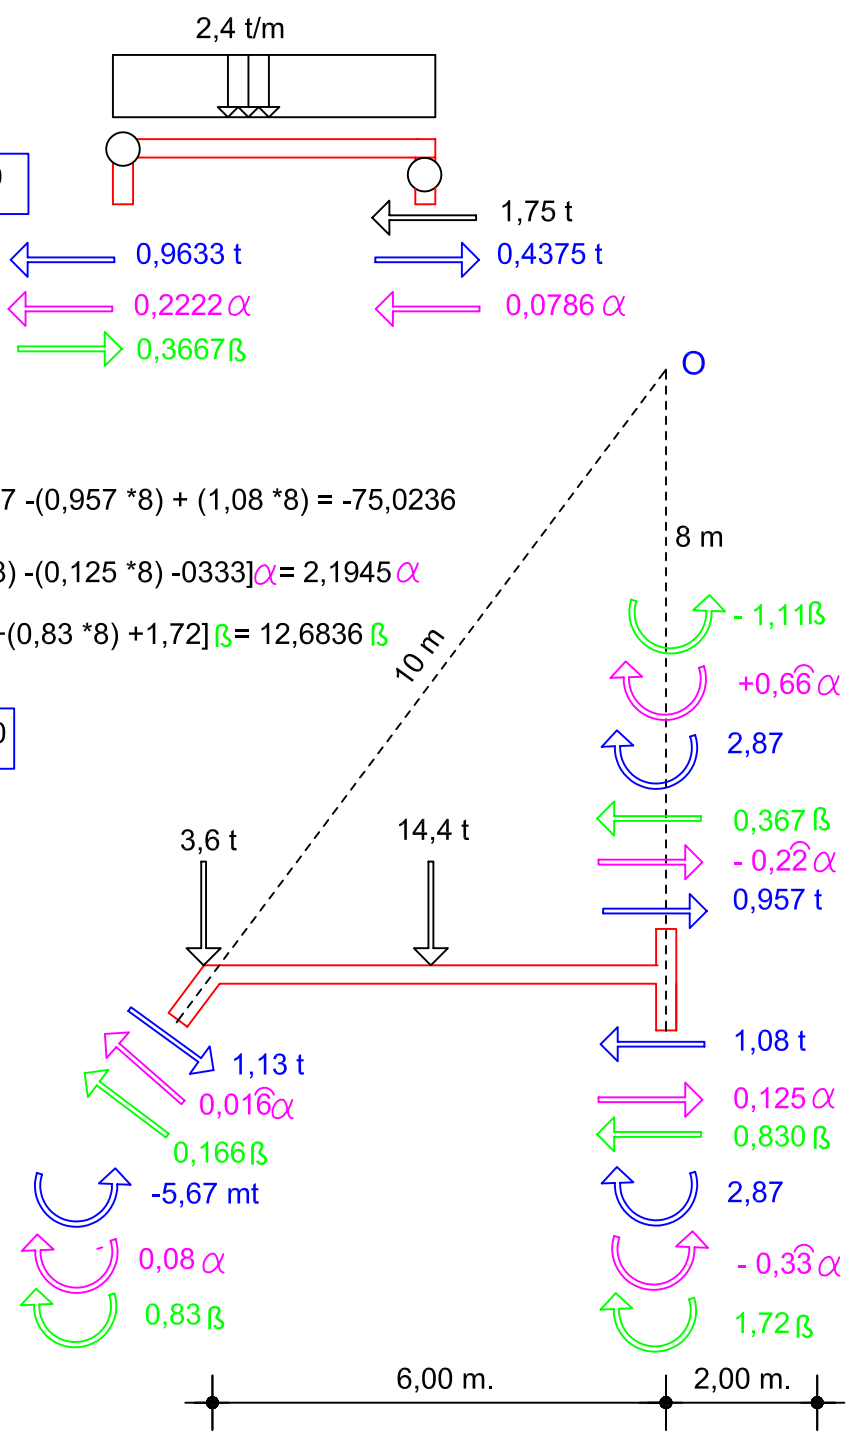 2,4 t/m
1,75 t
0,9633 t
0,4375 t
0,2222 α
0,0786 α
0,3667 ß
O
7 -(0,957 *8) + (1,08 *8) = -75,0236
8 m
) -(0,125 *8) -0333]α = 2,1945 α
-1,11ß
+(0,83 *8) +1,72] ß = 12,6836 ß
10 m
+0,66 α
2,87
3,6 t
14,4 t
0,367 ß
- 0,22 α
0,957 t
1,08 t
1,13 t
0,016 α
0,125 α
0,830 ß
0,166 ß
-5,67 mt
2,87
0,08 α
- 0,33 α
0,83 ß
1,72 ß
6,00 m.
2,00 m.